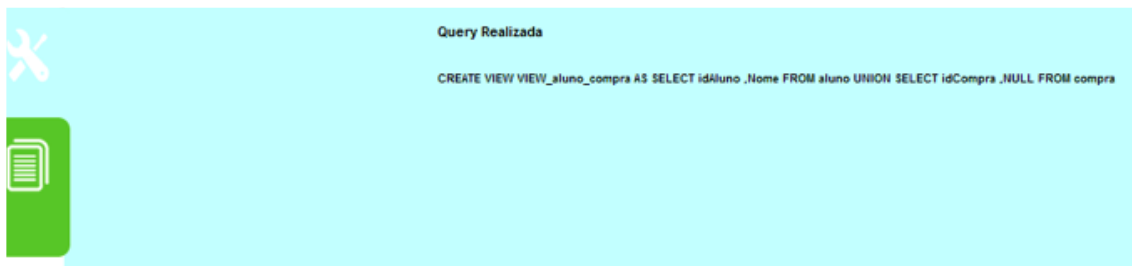 Query Realizada
CREATE VIEW VIEW_aluno_compra AS SELECT idAluno ,Nome FROM aluno UNION SELECT idCompra ,NULL FROM compra